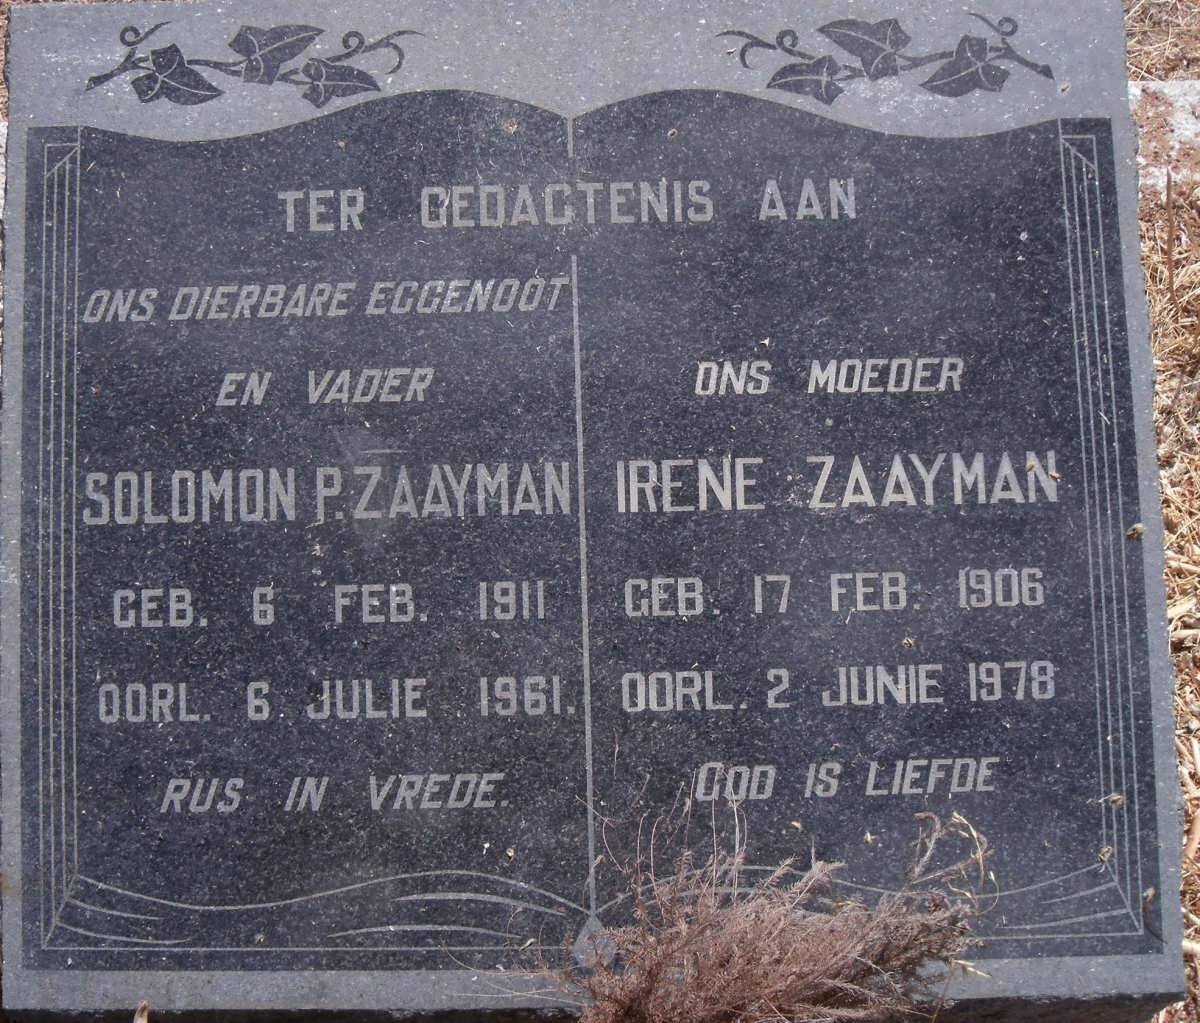 TER GEDAGTENIS AAN
ONS DIERBARE EGGENOOT
EN VADER
SOLOMON P. ZAAYMAN
GEB. 6 FEB. 1911
OORL. 6 JULIE 1961.
RUS IN VREDE.
ONS MOEDER
IRENE ZAAYMAN
GEB. 17 FEB. 1906
OORL. 2 JUNIE 1978
GOD IS LIEFDE